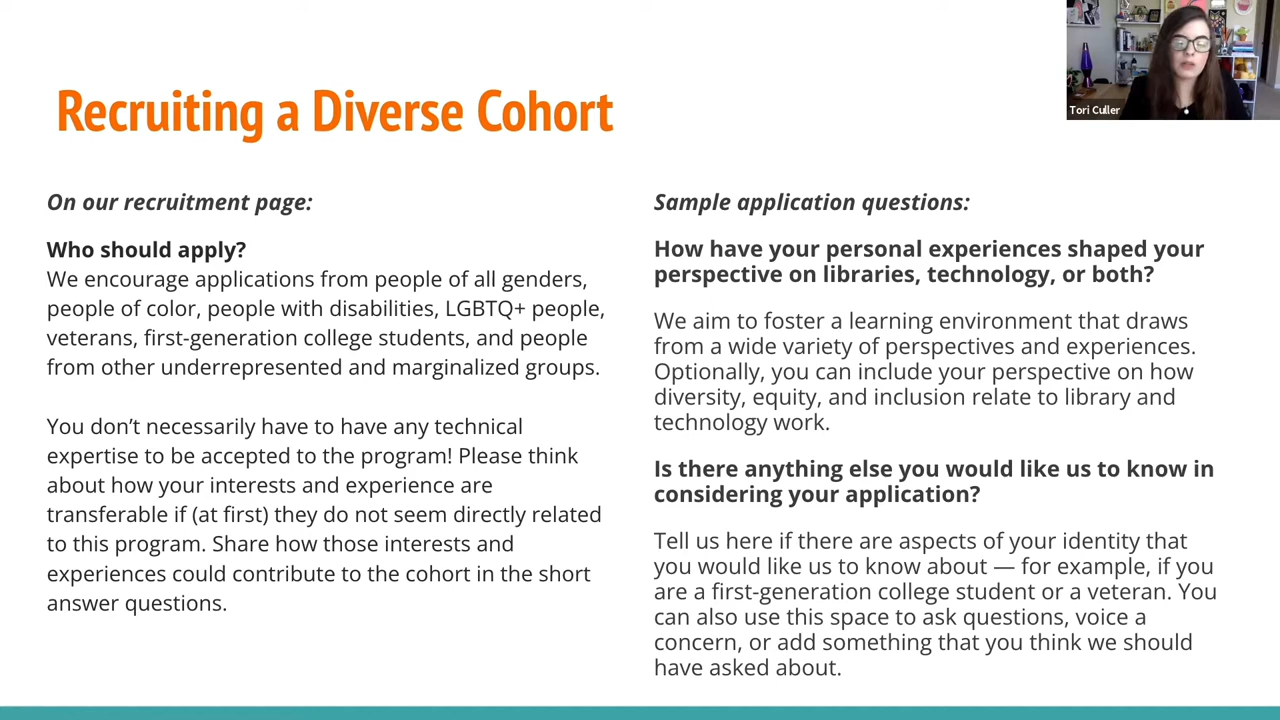 Recruiting a Diverse Cohort
Tori Culler
On our recruitment page:
Who should apply?
We encourage applications from people of all genders,
people of color, people with disabilities, LGBTQ+ people,
veterans, first-generation college students, and people
from other underrepresented and marginalized groups.
You don’t necessarily have to have any technical
expertise to be accepted to the program! Please think
about how your interests and experience are
transferable if (at first) they do not seem directly related
to this program. Share how those interests and
experiences could contribute to the cohort in the short
answer questions.
Sample application questions:
How have your personal experiences shaped your
perspective on libraries, technology, or both?
We aim to foster a learning environment that draws
from a wide variety of perspectives and experiences.
Optionally, you can include your perspective on how
diversity, equity, and inclusion relate to library and
technology work.
Is there anything else you would like us to know in
considering your application?
Tell us here if there are aspects of your identity that
you would like us to know about — for example, if you
are a first-generation college student or a veteran. You
can also use this space to ask questions, voice a
concern, or add something that you think we should
have asked about.